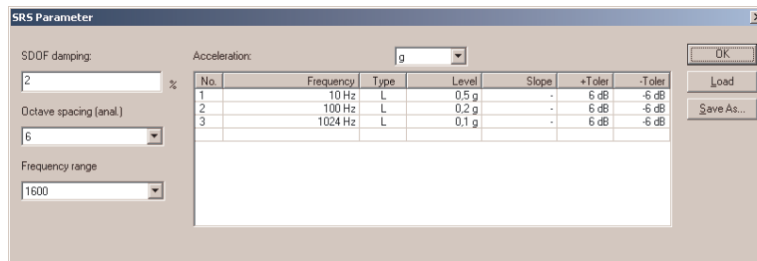 SRS Parameter
SDOF damping:
2 %
Octave spacing (anal.)
6
Frequency range
1600
Acceleration: g
No. Frequency Type Level Slope +Toler -Toler
1 10 Hz L 0,5 g - 6 dB -6 dB
2 100 Hz L 0,2 g - 6 dB -6 dB
3 1024 Hz L 0,1 g - 6 dB -6 dB
OK
Load
Save As...